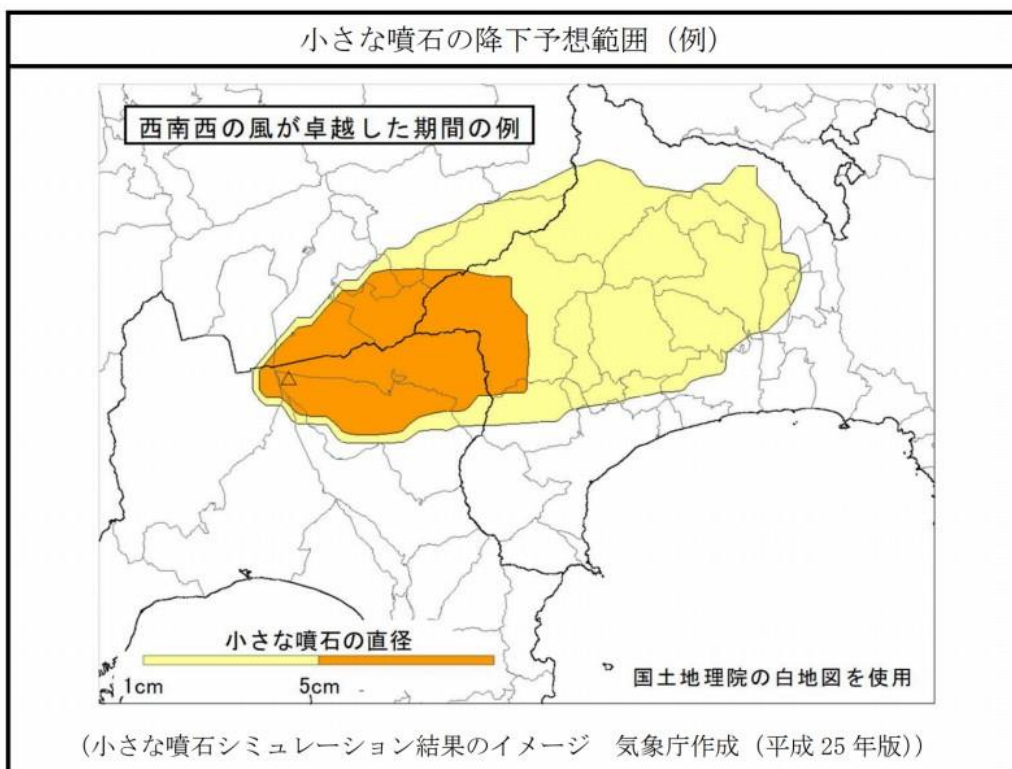 小さな噴石の降下予想範囲（例）
西南西の風が卓越した期間の例
小さな噴石の直径
1cm 5cm
国土地理院の白地図を使用
（小さな噴石シミュレーション結果のイメージ　気象庁作成（平成 25 年版））